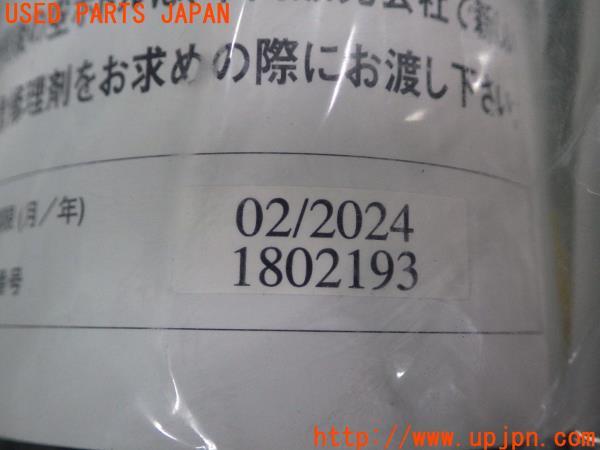 USED PARTS JAPAN
修理剤をお求めの際にお渡し下さい
限(月／年)
02/2024
番号
1802193
http://www.upjpn.com/